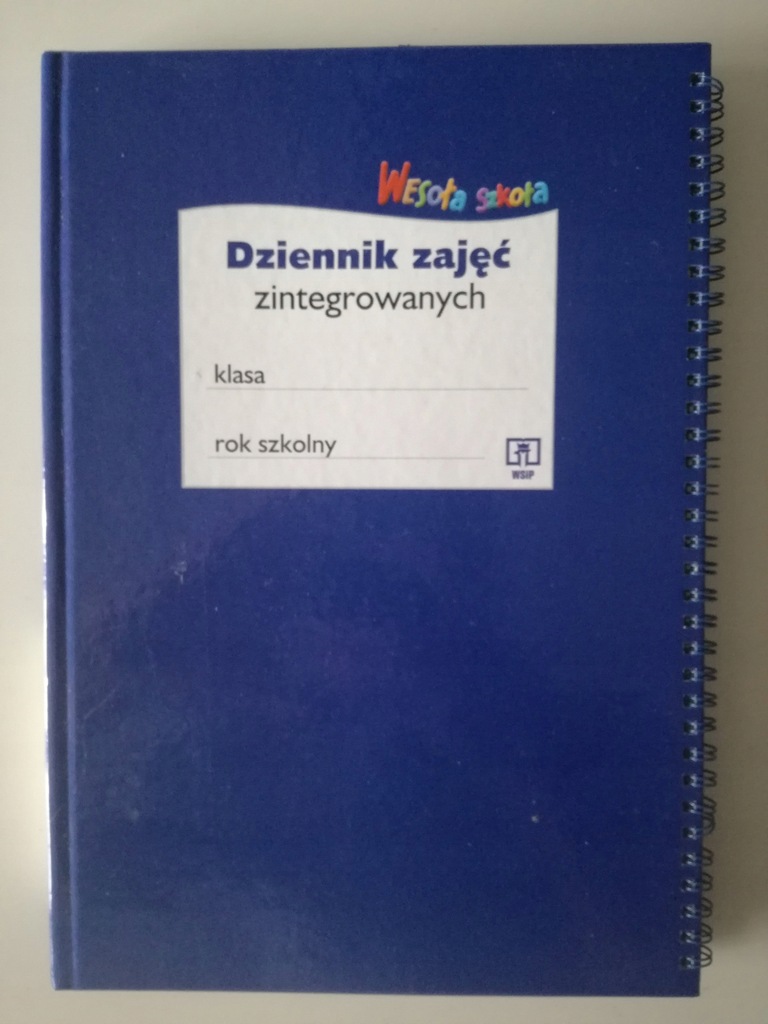 Wesoła szkoła
Dziennik zajęć
zintegrowanych
klasa
rok szkolny
WSiP